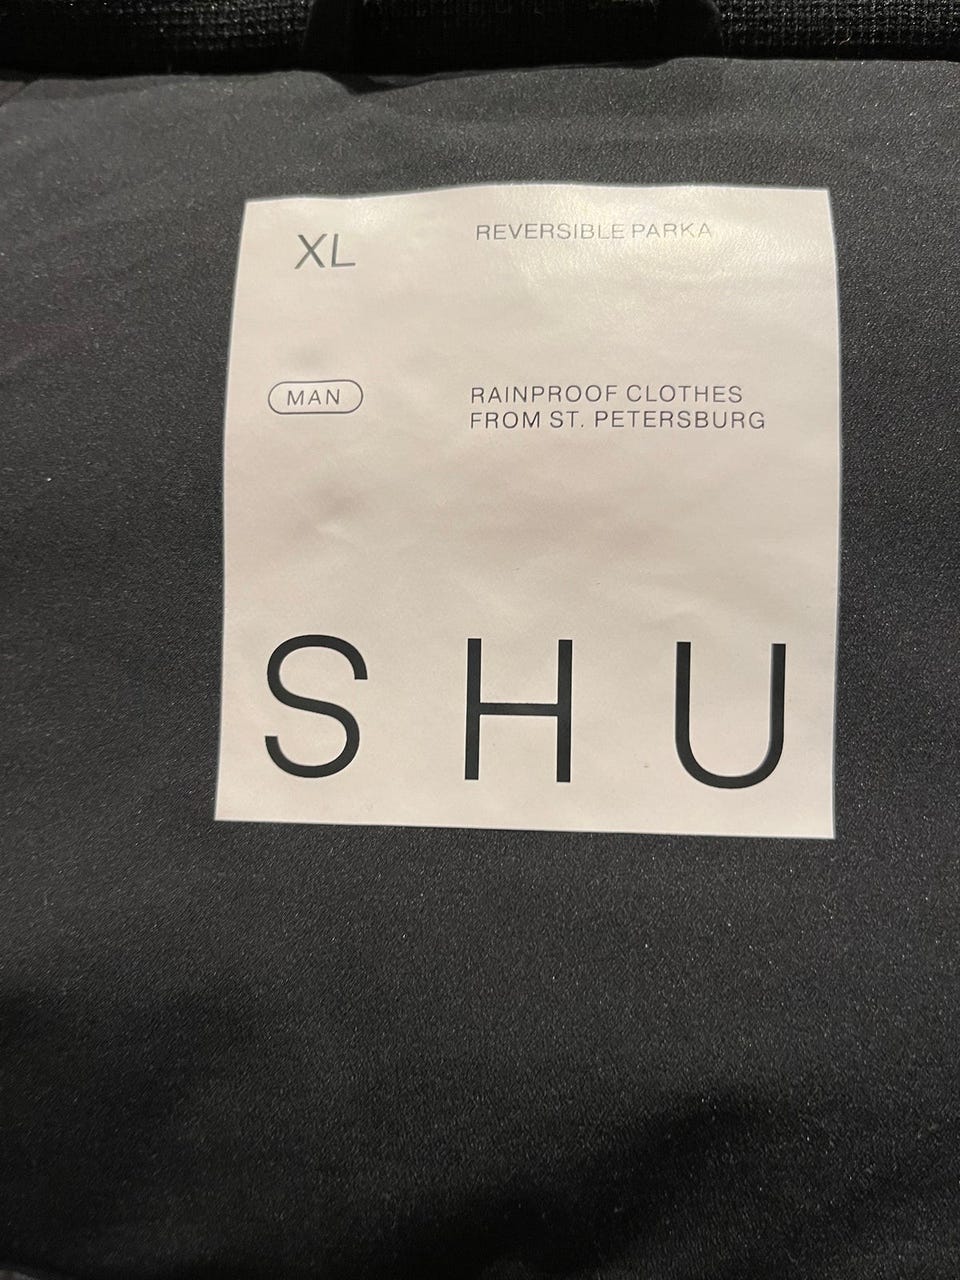 XL
REVERSIBLE PARKA
MAN
RAINPROOF CLOTHES
FROM ST. PETERSBURG
SHU